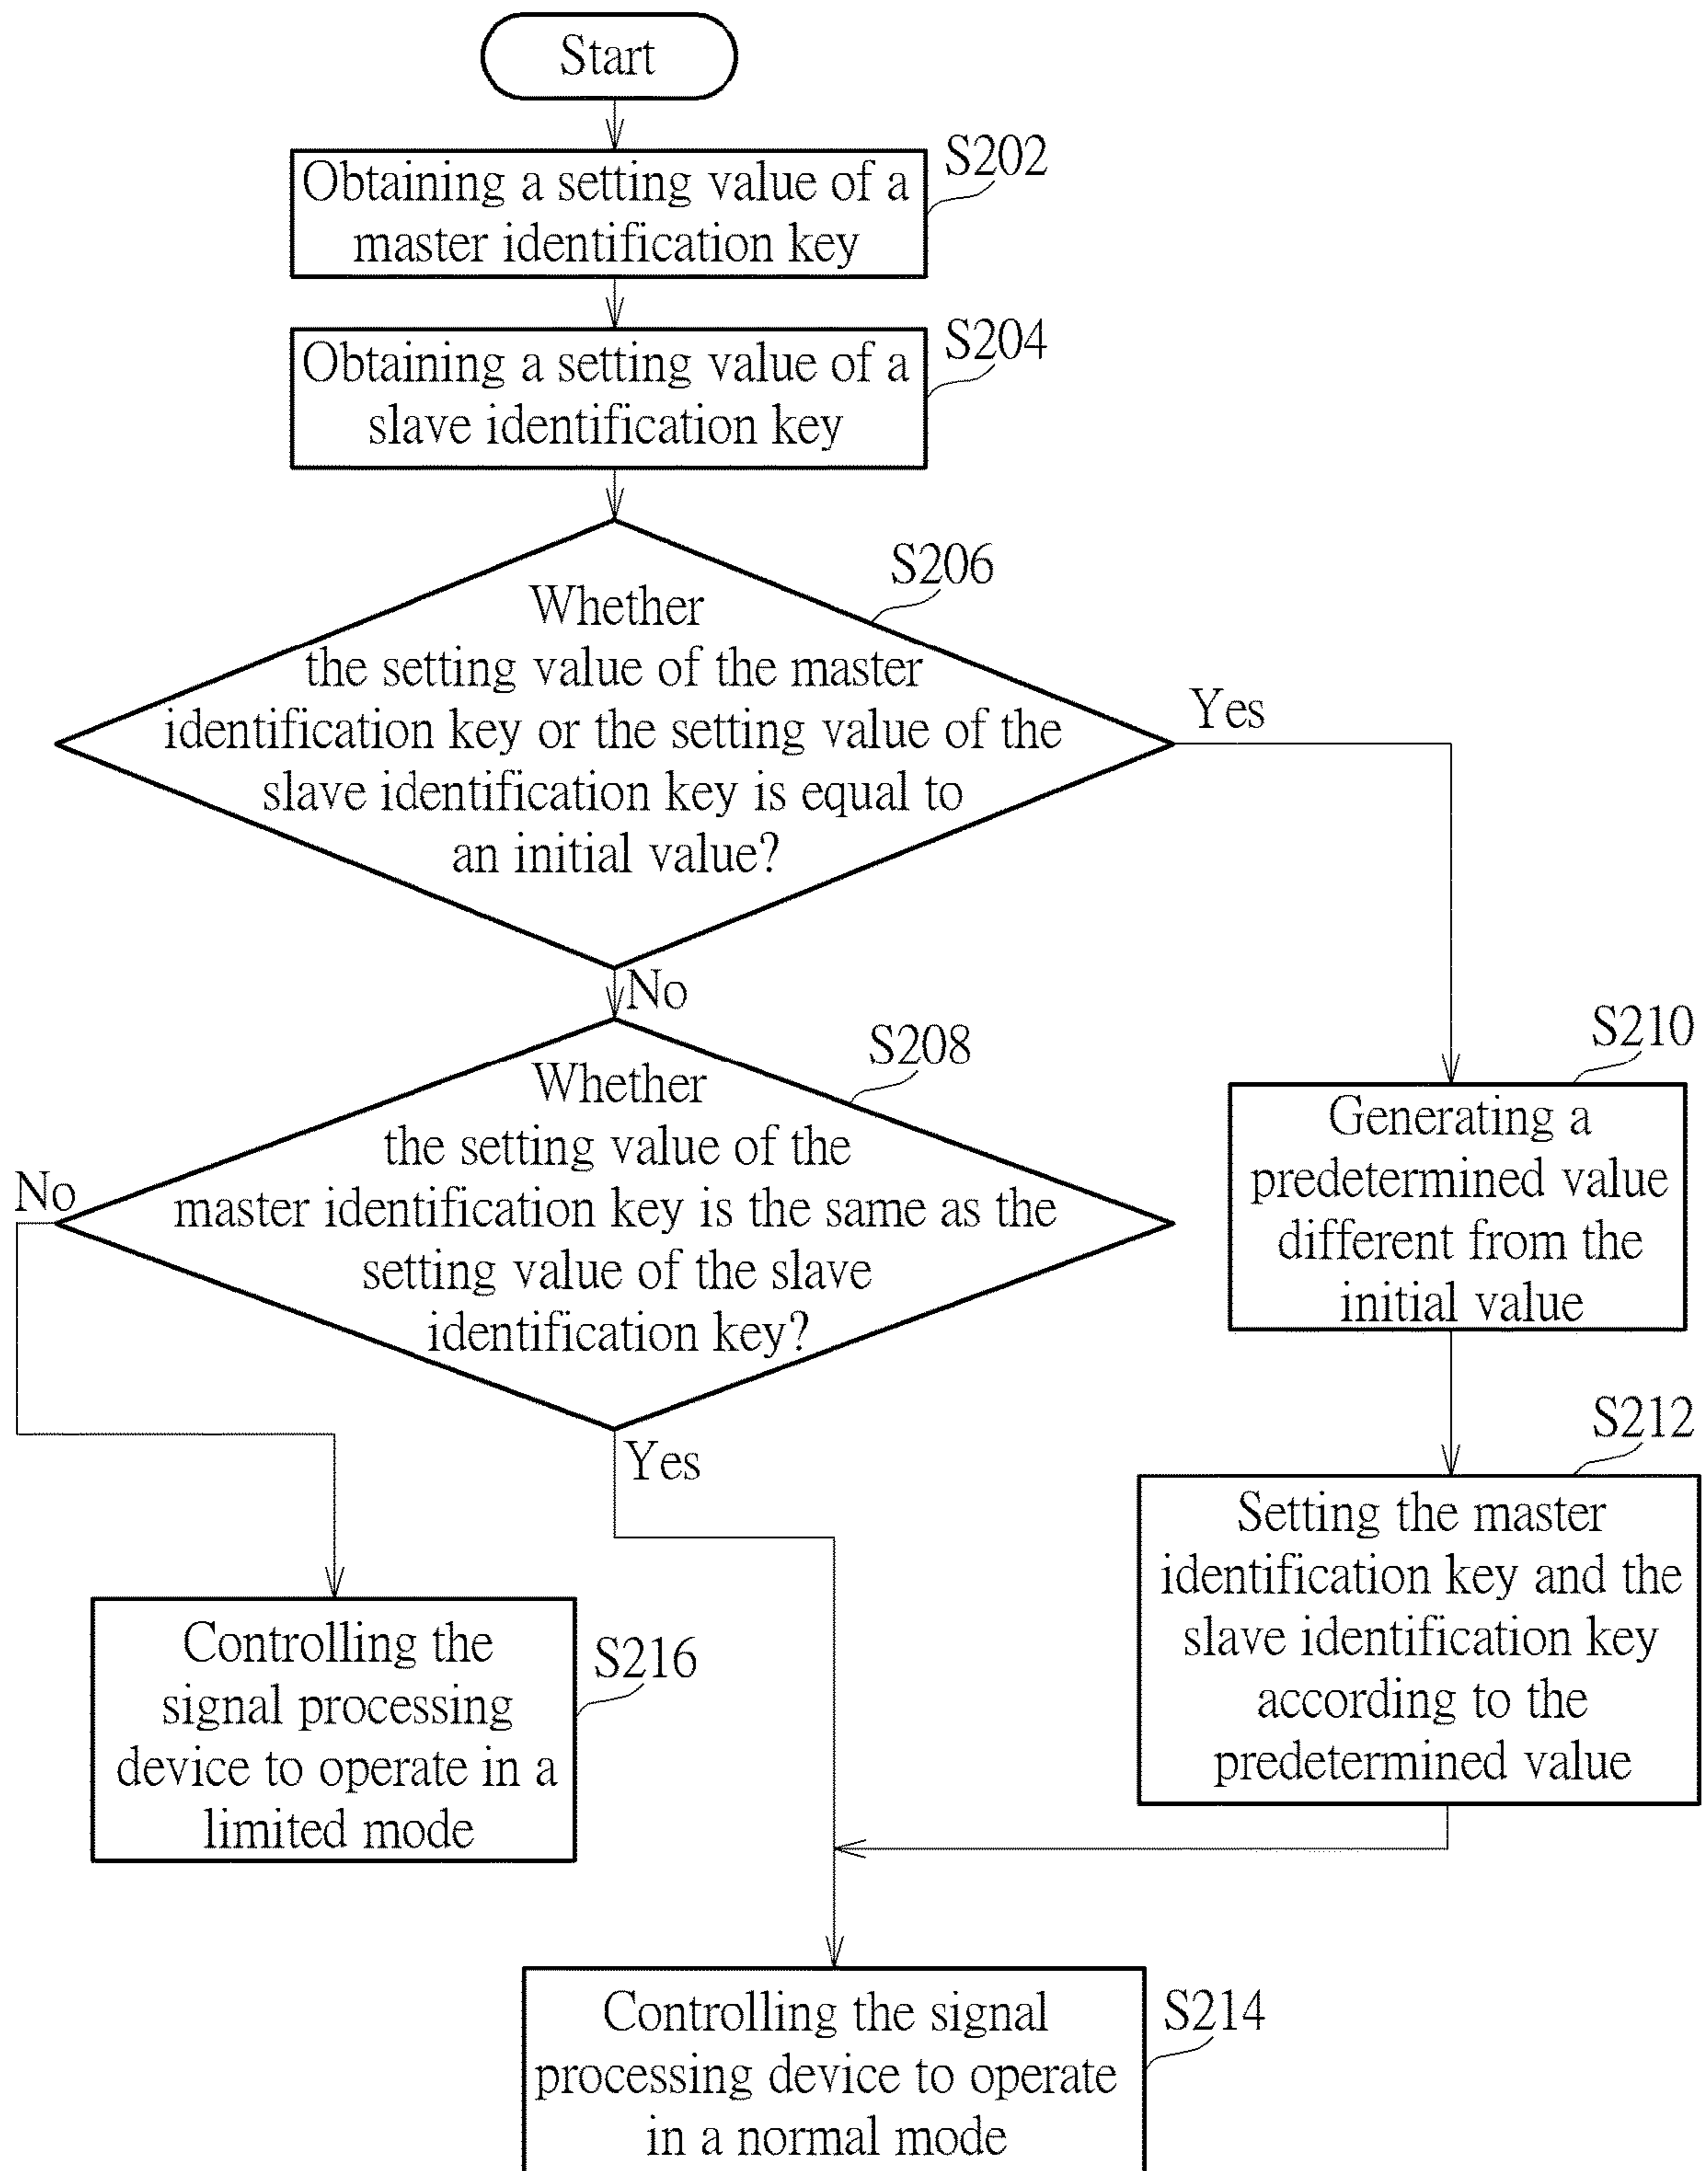 Start
S202
Obtaining a setting value of a
master identification key
S204
Obtaining a setting value of a
slave identification key
S206
Whether
the setting value of the master
identification key or the setting value of the
slave identification key is equal to
an initial value?
Yes
No
S208
Whether
the setting value of the
master identification key is the same as the
setting value of the slave
identification key?
No
Yes
S210
Generating a
predetermined value
different from the
initial value
S212
Setting the master
identification key and the
slave identification key
according to the
predetermined value
Controlling the
signal processing
device to operate in a
limited mode
S216
Controlling the signal
processing device to operate
in a normal mode
S214